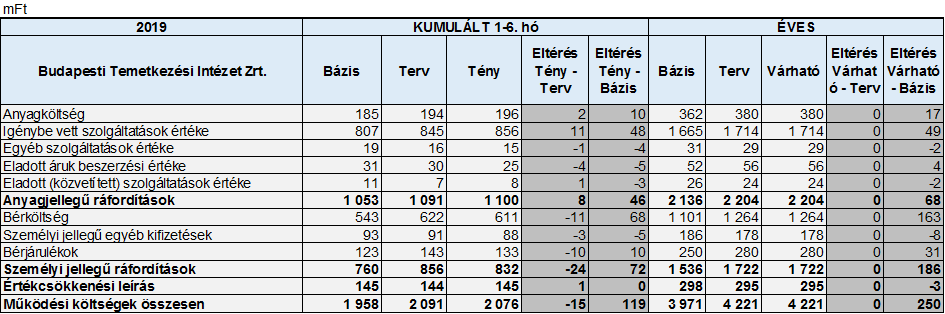 mFt
2019 KUMULÁLT 1-6. hó ÉVES
Budapesti Temetkezési Intézet Zrt. Bázis Terv Tény Eltérés Tény - Terv Eltérés Tény - Bázis Bázis Terv Várható Eltérés Várhat ó - Terv Eltérés Várható - Bázis
Anyagköltség 185 194 196 2 10 362 380 380 0 17
Igénybe vett szolgáltatások értéke 807 845 856 11 48 1 665 1 714 1 714 0 49
Egyéb szolgáltatások értéke 19 16 15 -1 -4 31 29 29 0 -2
Eladott áruk beszerzési értéke 31 30 25 -4 -5 52 56 56 0 4
Eladott (közvetített) szolgáltatások értéke 11 7 8 1 -3 26 24 24 0 -2
Anyagjellegű ráfordítások 1 053 1 091 1 100 8 46 2 136 2 204 2 204 0 68
Bérköltség 543 622 611 -11 68 1 101 1 264 1 264 0 163
Személyi jellegű egyéb kifizetések 93 91 88 -3 -5 186 178 178 0 -8
Bérjárulékok 123 143 133 -10 10 250 280 280 0 31
Személyi jellegű ráfordítások 760 856 832 -24 72 1 536 1 722 1 722 0 186
Értékcsökkenési leírás 145 144 145 1 0 298 295 295 0 -3
Működési költségek összesen 1 958 2 091 2 076 -15 119 3 971 4 221 4 221 0 250